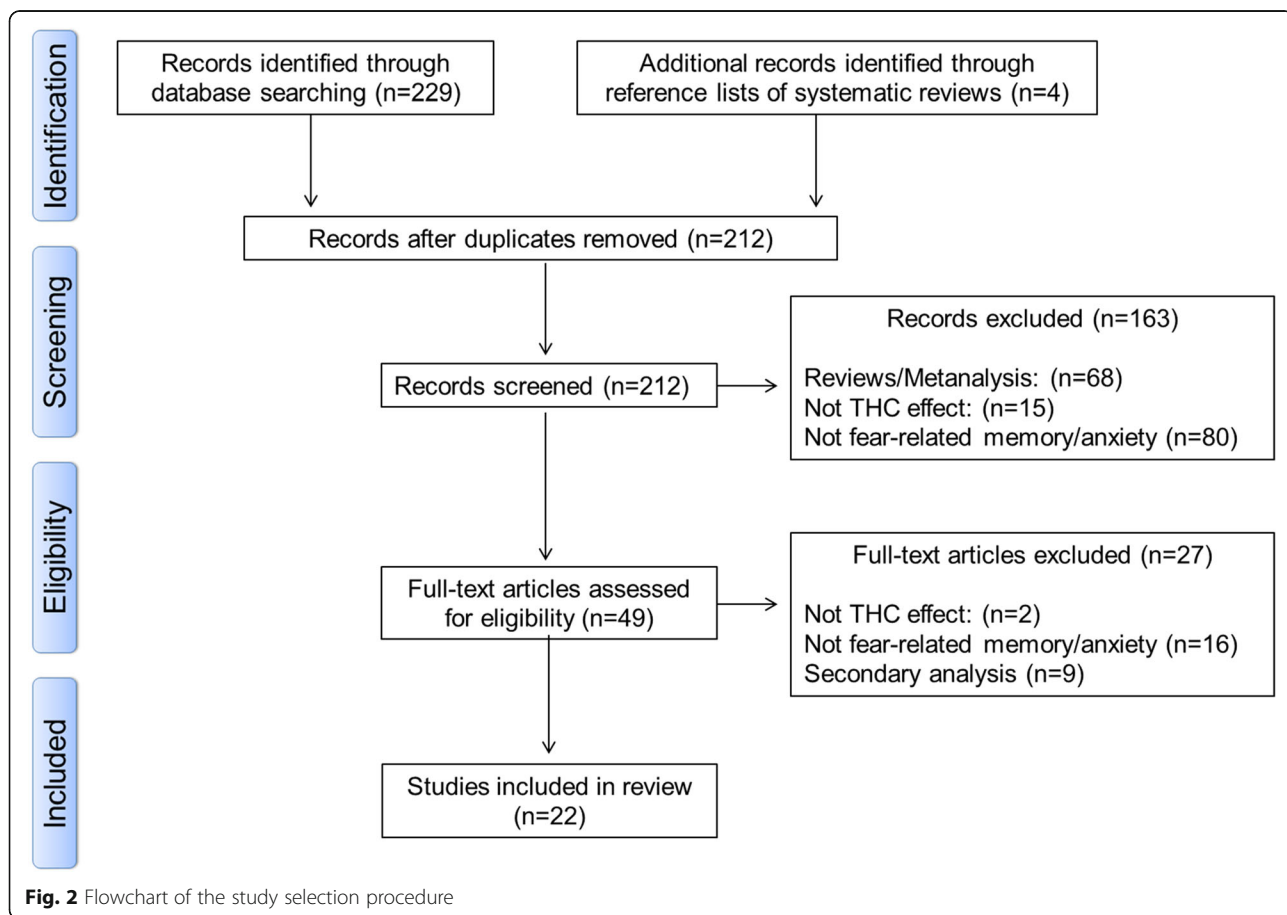 Identification
Records identified through
database searching (n=229)
Additional records identified through
reference lists of systematic reviews (n=4)
Records after duplicates removed (n=212)
Screening
Records screened (n=212)
Records excluded (n=163)
Reviews/Metanalysis: (n=68)
Not THC effect: (n=15)
Not fear-related memory/anxiety (n=80)
Eligibility
Full-text articles assessed
for eligibility (n=49)
Full-text articles excluded (n=27)
Not THC effect: (n=2)
Not fear-related memory/anxiety (n=16)
Secondary analysis (n=9)
Included
Studies included in review
(n=22)
Fig. 2 Flowchart of the study selection procedure